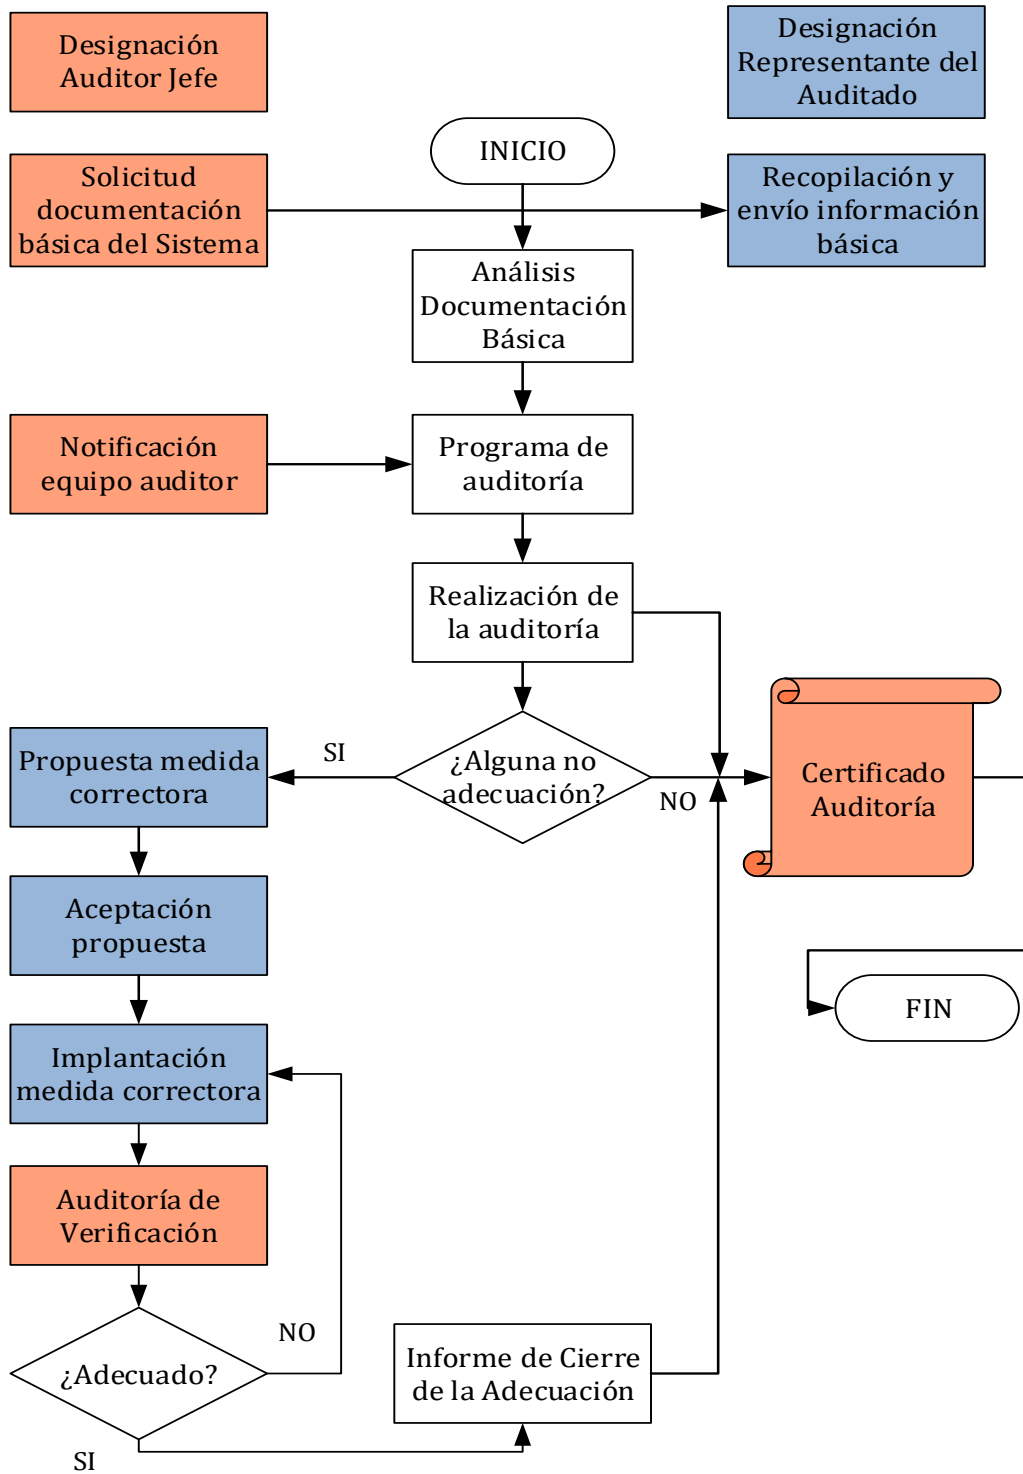 Designación
Auditor Jefe
Designación
Representante del
Auditado
INICIO
Solicitud
documentación
básica del Sistema
Recopilación y
envío información
básica
Análisis
Documentación
Básica
Notificación
equipo auditor
Programa de
auditoría
Realización de
la auditoría
Propuesta medida
correctora
SI
¿Alguna no
adecuación?
NO
Certificado
Auditoría
Aceptación
propuesta
FIN
Implantación
medida correctora
Auditoría de
Verificación
NO
¿Adecuado?
Informe de Cierre
de la Adecuación
SI